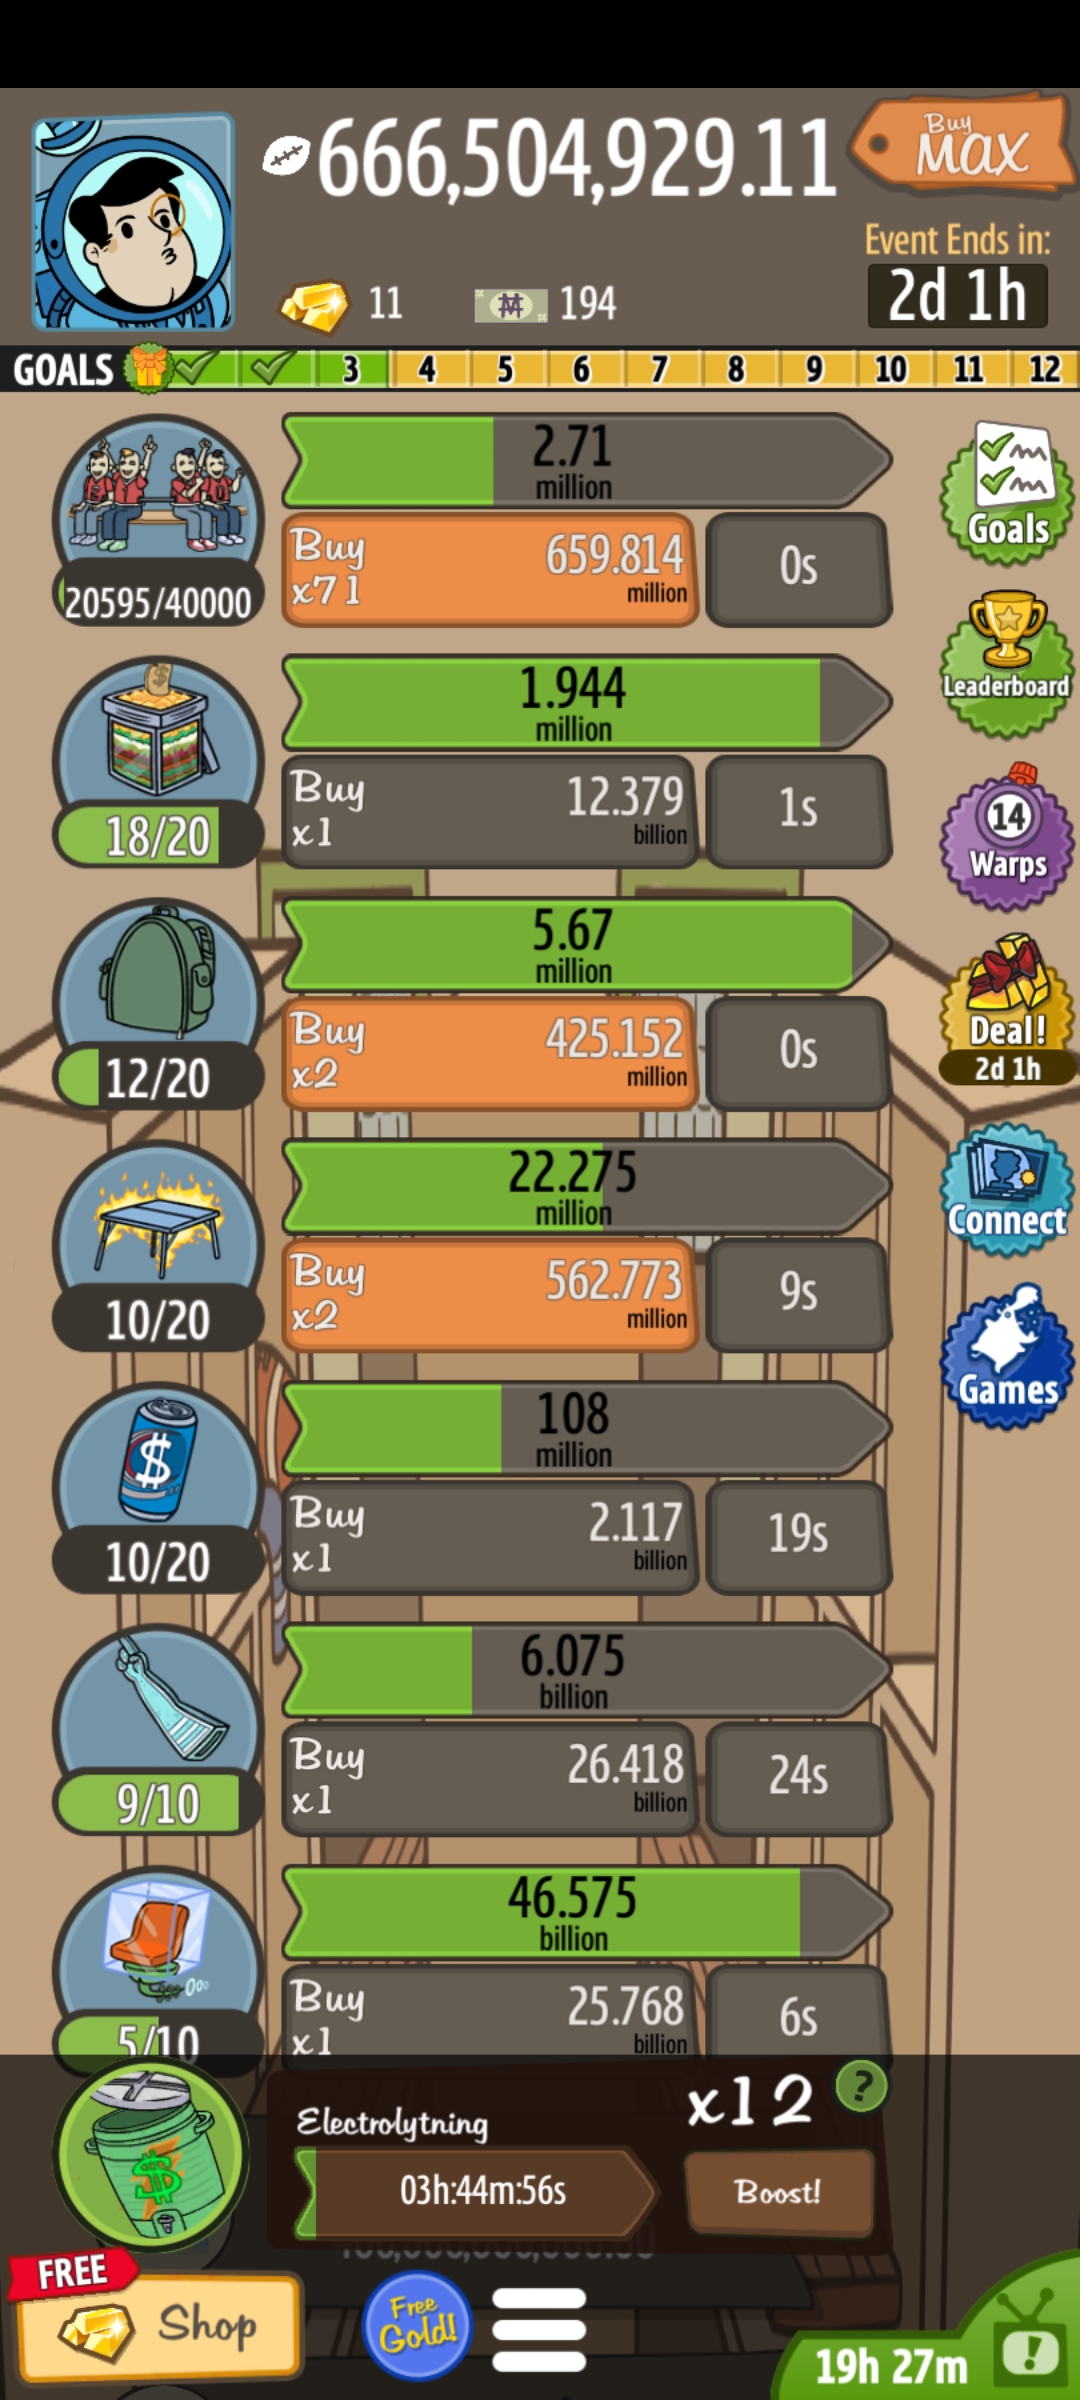 666,504,929.11
Buy
MAX
Event Ends in:
11
194
2d 1h
GOALS 3 4 5 6 7 8 9 10 11 12
2.71
million
Buy
x71
659.814
million
0s
20595/40000
Goals
1.944
million
Leaderboard
Buy
x1
12.379
billion
1s
18/20
14
Warps
5.67
million
Buy
x2
425.152
million
0s
12/20
Deal!
2d 1h
22.275
million
Buy
x2
562.773
million
9s
10/20
Connect
108
million
Games
Buy
x1
2.117
billion
19s
10/20
6.075
billion
Buy
x1
26.418
billion
24s
9/10
46.575
billion
Buy
x1
25.768
billion
6s
5/10
Electrolytning
x12
?
03h:44m:56s
Boost!
$
FREE
Shop
Free
Gold!
19h 27m
!